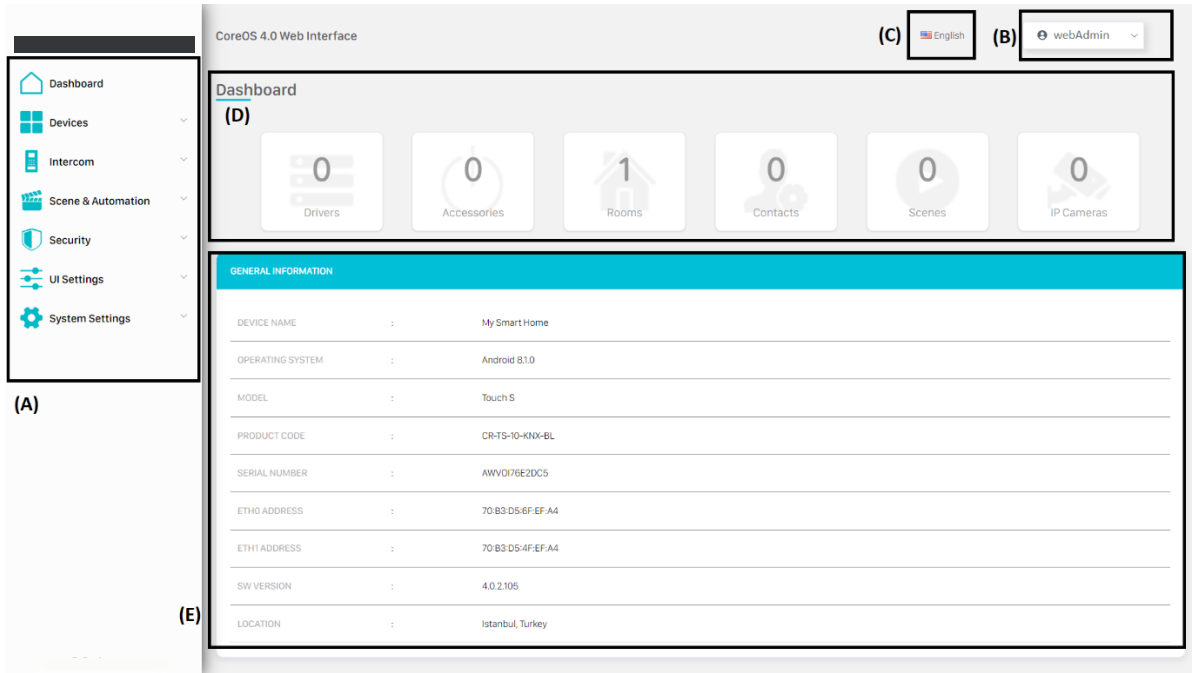 CoreOS 4.0 Web Interface
(C)
English
(B)
webAdmin
Dashboard
Devices
Intercom
Scene & Automation
Security
UI Settings
System Settings
(A)
Dashboard
(D)
0
Drivers
0
Accessories
1
Rooms
0
Contacts
0
Scenes
0
IP Cameras
GENERAL INFORMATION
DEVICE NAME : My Smart Home
OPERATING SYSTEM : Android 8.1.0
MODEL : Touch S
PRODUCT CODE : CR-TS-10-KNX-BL
SERIAL NUMBER : AWVOI76E2DC5
ETH0 ADDRESS : 70:B3:D5:6F:EF:A4
ETH1 ADDRESS : 70:B3:D5:4F:EF:A4
SW VERSION : 4.0.2.105
LOCATION : Istanbul, Turkey
(E)